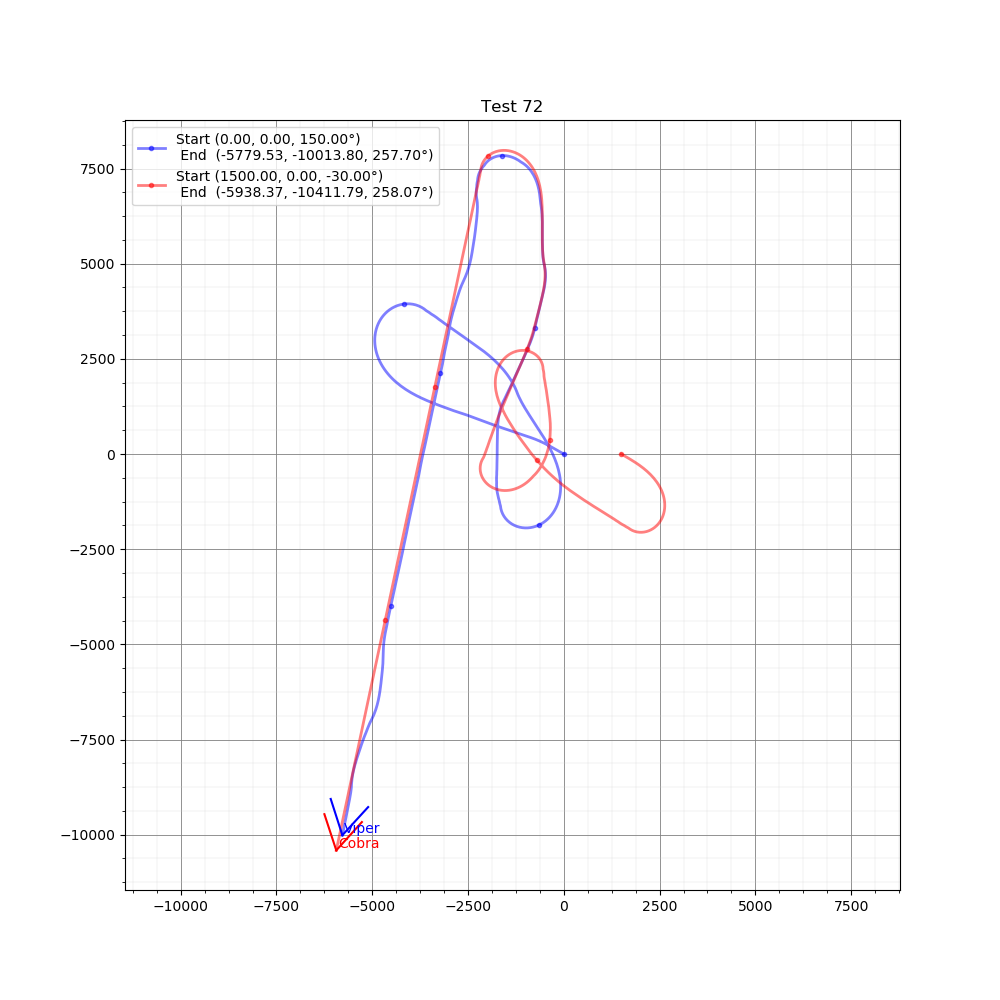 Test 72
Start (0.00, 0.00, 150.00°)
End (-5779.53, -10013.80, 257.70°)
Start (1500.00, 0.00, -30.00°)
End (-5938.37, -10411.79, 258.07°)
7500
5000
2500
0
−2500
−5000
−7500
−10000
Viper
Cobra
−10000 −7500 −5000 −2500 0 2500 5000 7500